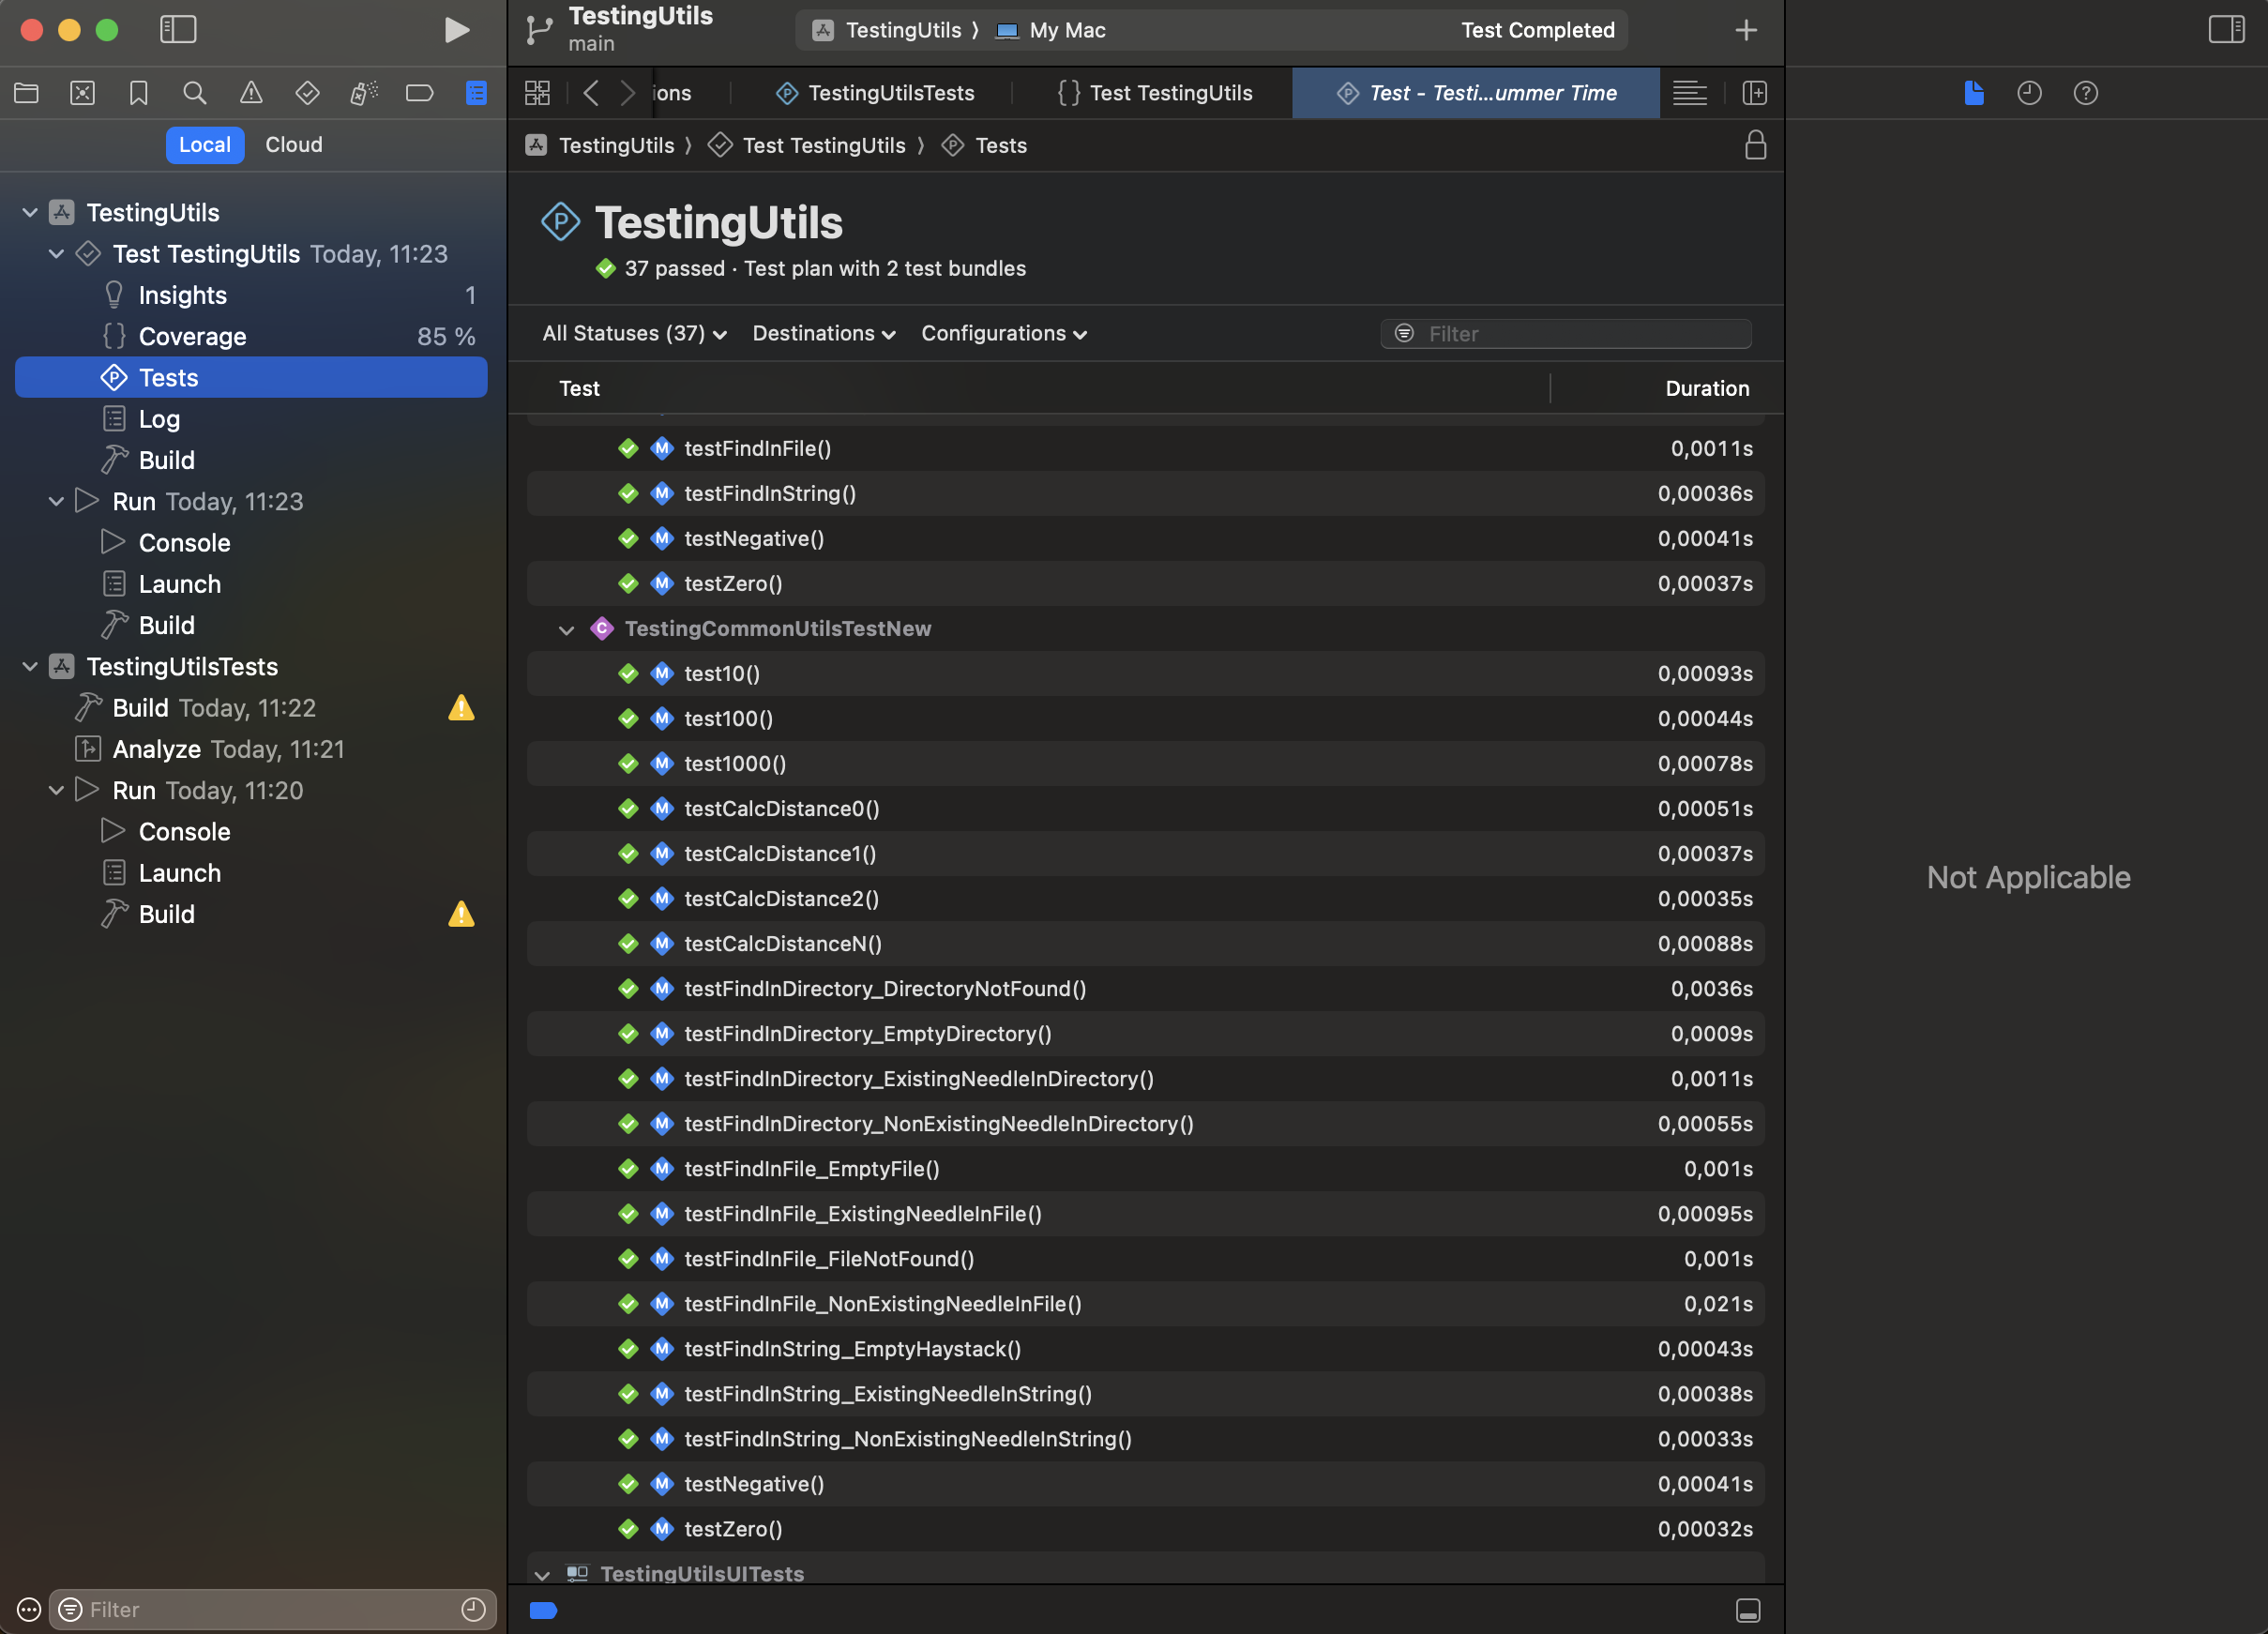 TestingUtils
main
TestingUtils ⟩ My Mac
Test Completed
ions
TestingUtilsTests
Test TestingUtils
Test - Testi...ummer Time
Local
Cloud
TestingUtils ⟩ Test TestingUtils ⟩ Tests
TestingUtils
Test TestingUtils Today, 11:23
Insights 1
Coverage 85 %
Tests
Log
Build
Run Today, 11:23
Console
Launch
Build
TestingUtilsTests
Build Today, 11:22
Analyze Today, 11:21
Run Today, 11:20
Console
Launch
Build
Filter
TestingUtils
37 passed · Test plan with 2 test bundles
All Statuses (37) Destinations Configurations
Filter
Test Duration
testFindInFile() 0,0011s
testFindInString() 0,00036s
testNegative() 0,00041s
testZero() 0,00037s
TestingCommonUtilsTestNew
test10() 0,00093s
test100() 0,00044s
test1000() 0,00078s
testCalcDistance0() 0,00051s
testCalcDistance1() 0,00037s
testCalcDistance2() 0,00035s
testCalcDistanceN() 0,00088s
testFindInDirectory_DirectoryNotFound() 0,0036s
testFindInDirectory_EmptyDirectory() 0,0009s
testFindInDirectory_ExistingNeedleInDirectory() 0,0011s
testFindInDirectory_NonExistingNeedleInDirectory() 0,00055s
testFindInFile_EmptyFile() 0,001s
testFindInFile_ExistingNeedleInFile() 0,00095s
testFindInFile_FileNotFound() 0,001s
testFindInFile_NonExistingNeedleInFile() 0,021s
testFindInString_EmptyHaystack() 0,00043s
testFindInString_ExistingNeedleInString() 0,00038s
testFindInString_NonExistingNeedleInString() 0,00033s
testNegative() 0,00041s
testZero() 0,00032s
TestingUtilsUITests
Not Applicable